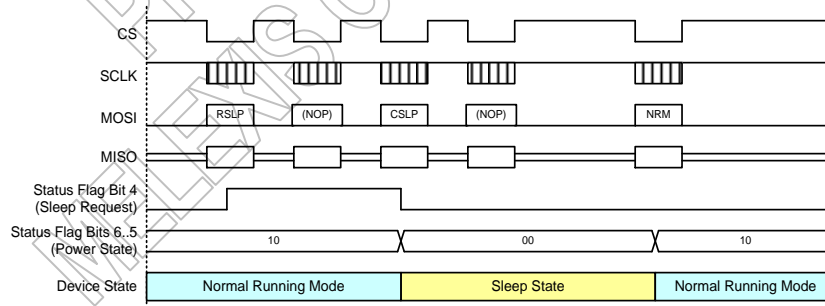 CS
SCLK
MOSI RSLP (NOP) CSLP (NOP) NRM
MISO
Status Flag Bit 4
(Sleep Request)
Status Flag Bits 6..5
(Power State)
10 00 10
Device State Normal Running Mode Sleep State Normal Running Mode
MELEXIS